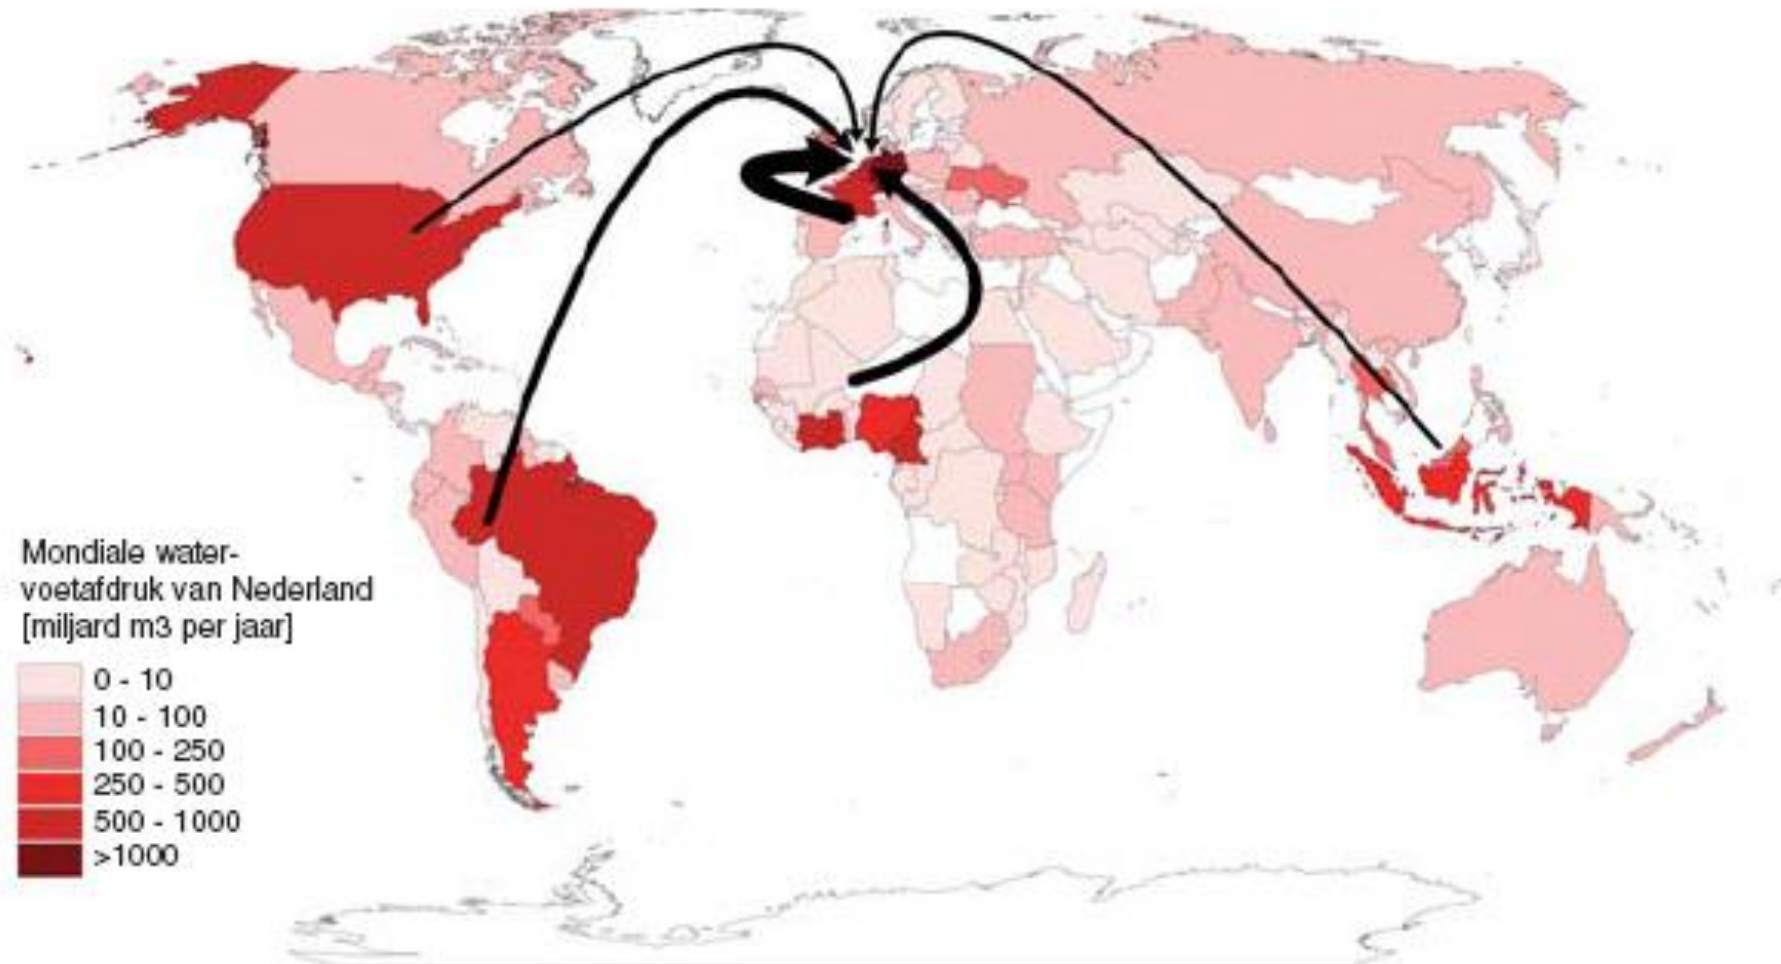 Mondiale water-
voetafdruk van Nederland
[miljard m3 per jaar]
0 - 10
10 - 100
100 - 250
250 - 500
500 - 1000
>1000